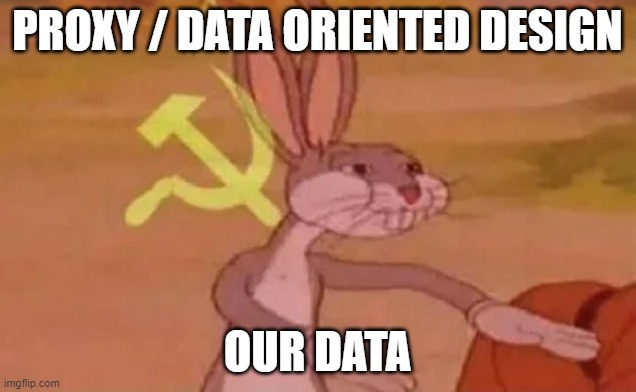 PROXY / DATA ORIENTED DESIGN
OUR DATA
imgflip.com